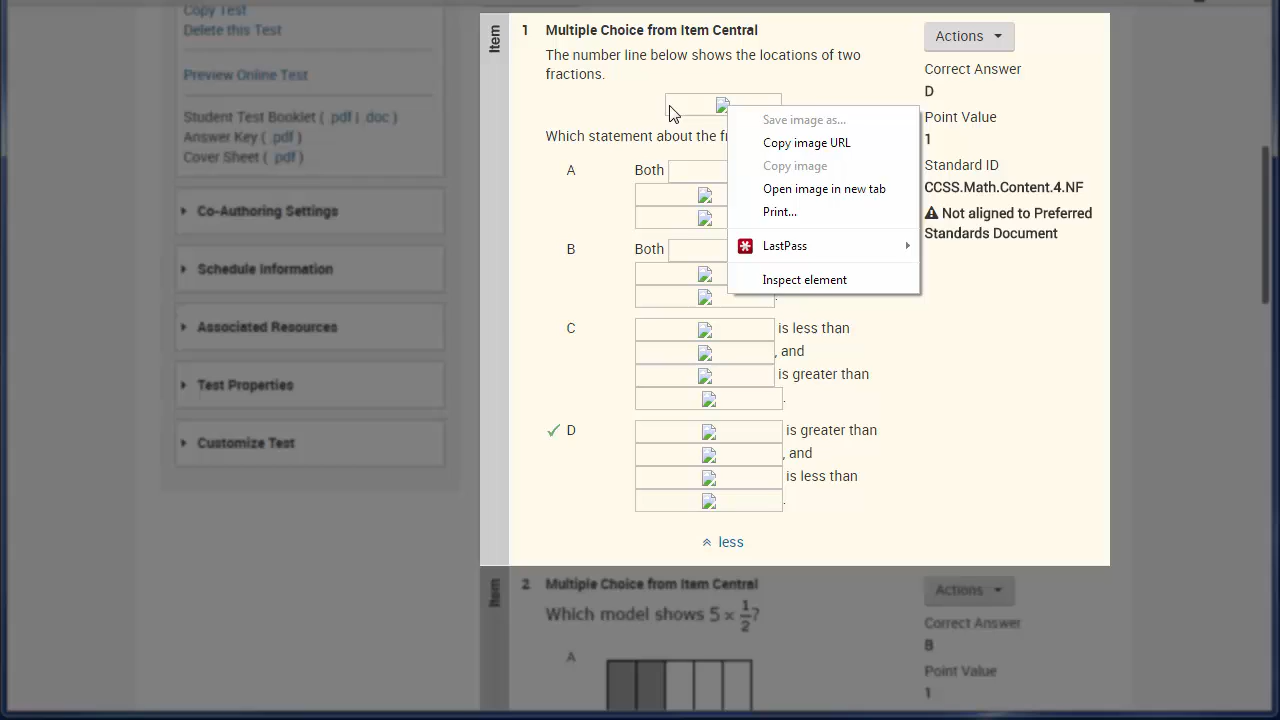 Copy Test
Delete this Test
Preview Online Test
Student Test Booklet ( .pdf | .doc )
Answer Key ( .pdf )
Cover Sheet ( .pdf )
Co-Authoring Settings
Schedule Information
Associated Resources
Test Properties
Customize Test
Item
1 Multiple Choice from Item Central
The number line below shows the locations of two
fractions.
Which statement about the
A Both
B Both
.
C is less than
, and
is greater than
.
D is greater than
, and
is less than
.
less
Save image as...
Copy image URL
Copy image
Open image in new tab
Print...
LastPass
Inspect element
Actions
Correct Answer
D
Point Value
1
Standard ID
CCSS.Math.Content.4.NF
Not aligned to Preferred
Standards Document
Item
2 Multiple Choice from Item Central
Which model shows 5 × 1/2?
A
Actions
Correct Answer
B
Point Value
1